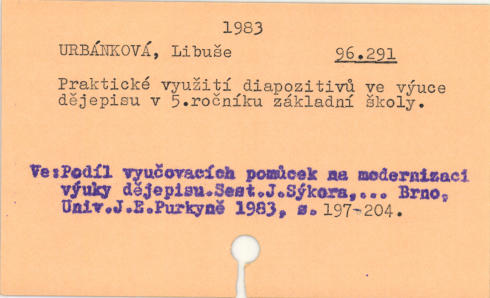 1983
URBÁNKOVÁ, Libuše 96.291
Praktické využití diapozitivů ve výuce
dějepisu v 5.ročníku základní školy.
Ve:Podíl vyučovacích pomůcek na modernizaci
výuky dějepisu.Sest.J.Sýkora,... Brno,
Univ.J.E.Purkyně 1983, s. 197-204.